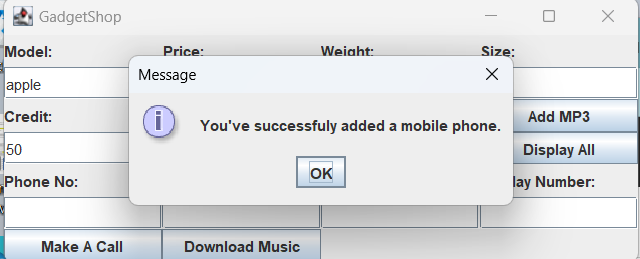 GadgetShop
Model: Price: Weight: Size:
Message
apple
You've successfuly added a mobile phone.
Credit: Add MP3
50 Display All
OK
Phone No: lay Number:
Make A Call Download Music